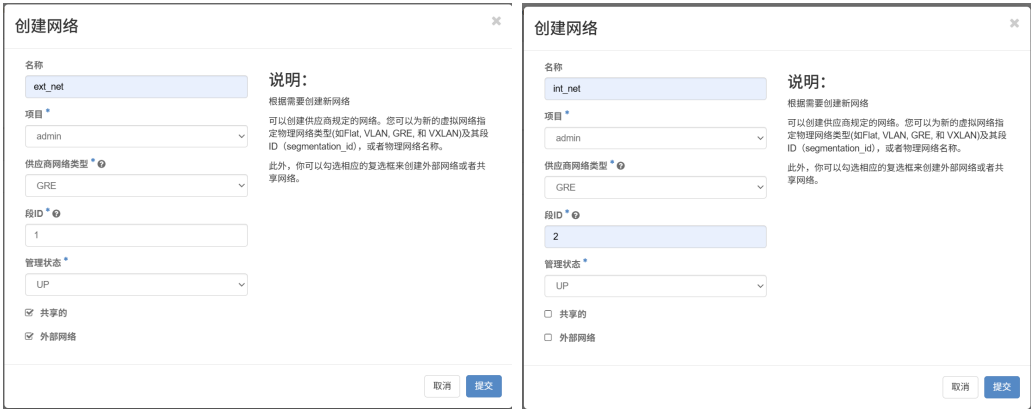 创建网络
×
名称
ext_net
项目 *
admin
供应商网络类型 *
GRE
段ID *
1
管理状态 *
UP
共享的
外部网络
说明：
根据需要创建新网络
可以创建供应商规定的网络。您可以为新的虚拟网络指
定物理网络类型(如Flat, VLAN, GRE, 和 VXLAN)及其段
ID（segmentation_id），或者物理网络名称。
此外，你可以勾选相应的复选框来创建外部网络或者共
享网络。
取消
提交
创建网络
×
名称
int_net
项目 *
admin
供应商网络类型 *
GRE
段ID *
2
管理状态 *
UP
共享的
外部网络
说明：
根据需要创建新网络
可以创建供应商规定的网络。您可以为新的虚拟网络指
定物理网络类型(如Flat, VLAN, GRE, 和 VXLAN)及其段
ID（segmentation_id），或者物理网络名称。
此外，你可以勾选相应的复选框来创建外部网络或者共
享网络。
取消
提交